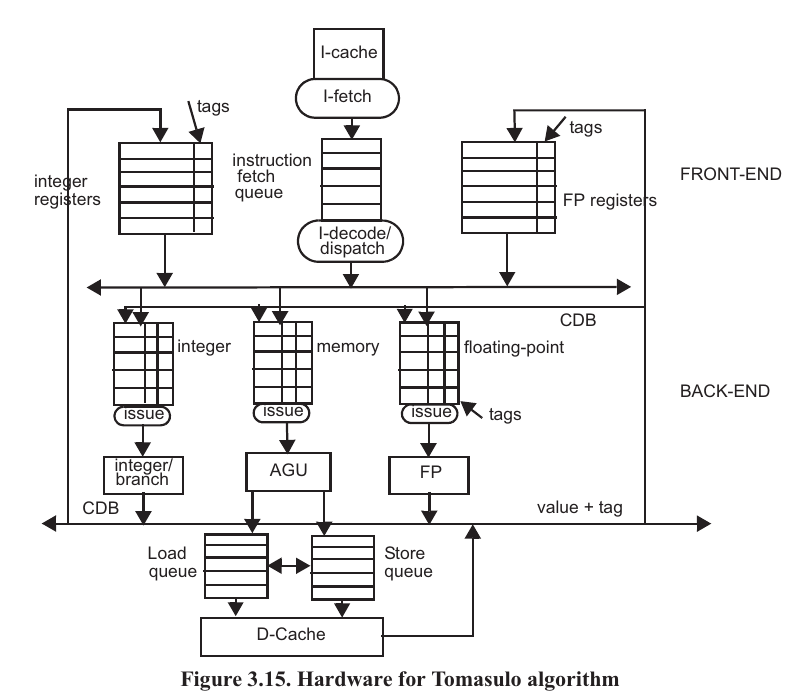 I-cache
I-fetch
tags
tags
integer
registers
instruction
fetch
queue
FP registers
FRONT-END
I-decode/
dispatch
CDB
integer
memory
floating-point
BACK-END
issue
issue
issue
tags
integer/
branch
AGU
FP
CDB
value + tag
Load
queue
Store
queue
D-Cache
Figure 3.15. Hardware for Tomasulo algorithm